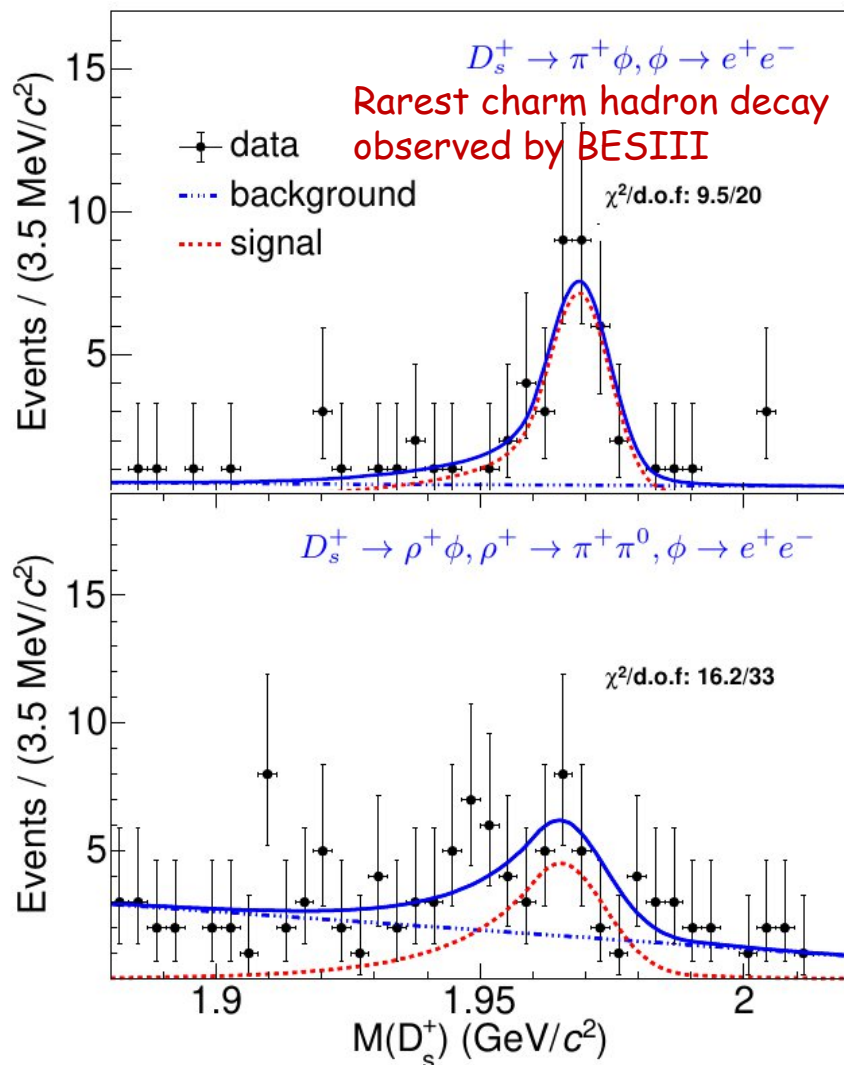 15
10
5
Events / (3.5 MeV/c²)
D_s^+ → π^+ φ, φ → e^+ e^-
Rarest charm hadron decay
observed by BESIII
data
background
signal
χ²/d.o.f: 9.5/20
15
10
5
Events / (3.5 MeV/c²)
D_s^+ → ρ^+ φ, ρ^+ → π^+ π^0, φ → e^+ e^-
χ²/d.o.f: 16.2/33
1.9 1.95 2
M(D_s^+) (GeV/c²)